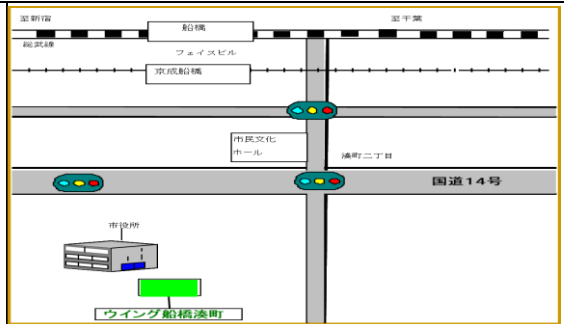 至新宿
船橋
至千葉
総武線
フェイスビル
京成船橋
市民文化
ホール
湊町二丁目
国道14号
市役所
ウイング船橋湊町